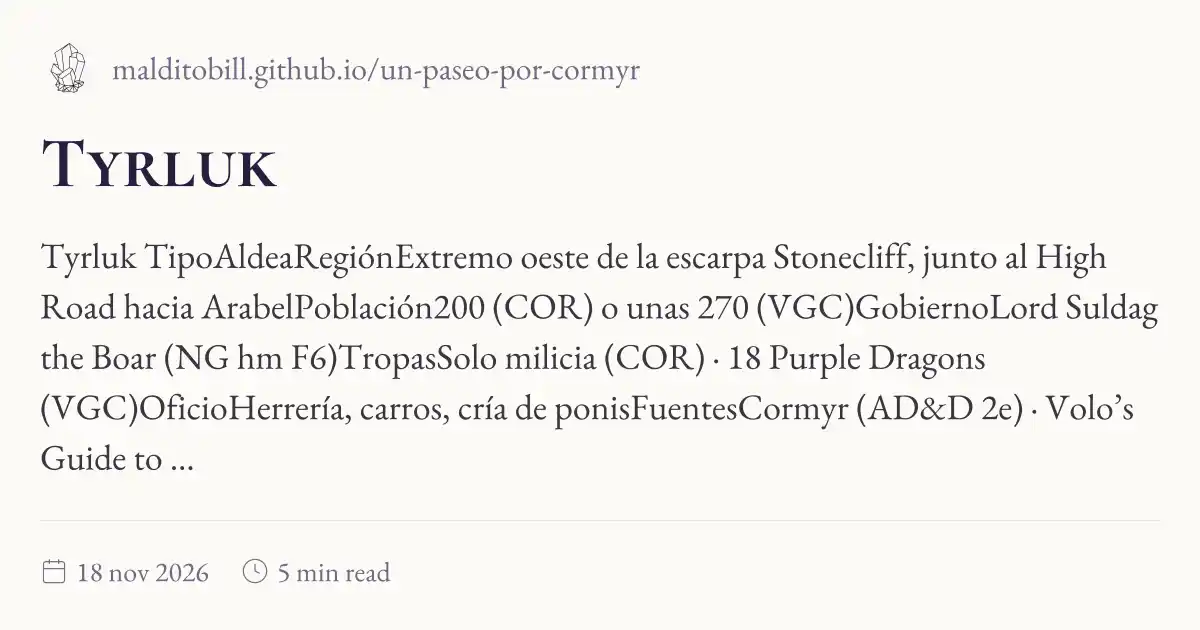 malditobill.github.io/un-paseo-por-cormyr
Tyrluk
Tyrluk TipoAldeaRegiónExtremo oeste de la escarpa Stonecliff, junto al High
Road hacia ArabelPoblación200 (COR) o unas 270 (VGC)GobiernoLord Suldag
the Boar (NG hm F6)TropasSolo milicia (COR) · 18 Purple Dragons
(VGC)OficioHerrería, carros, cría de ponisFuentesCormyr (AD&D 2e) · Volo’s
Guide to ...
18 nov 2026 5 min read